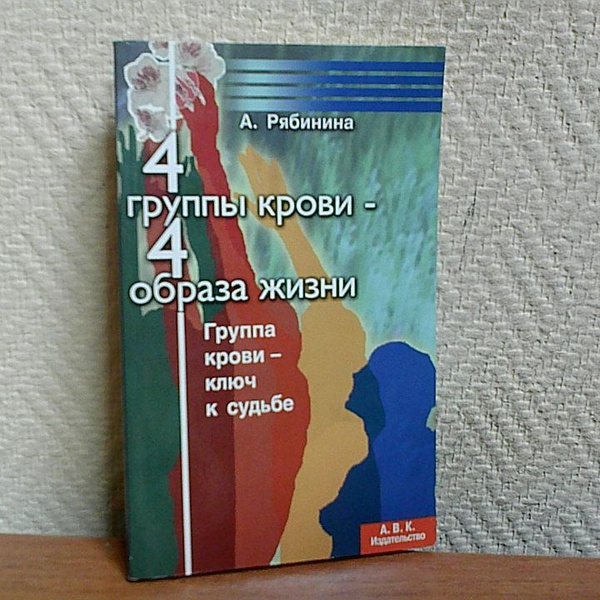 А. Рябинина
4
группы крови -
4
образа жизни
Группа
крови –
ключ
к судьбе
А. В. К.
Издательство